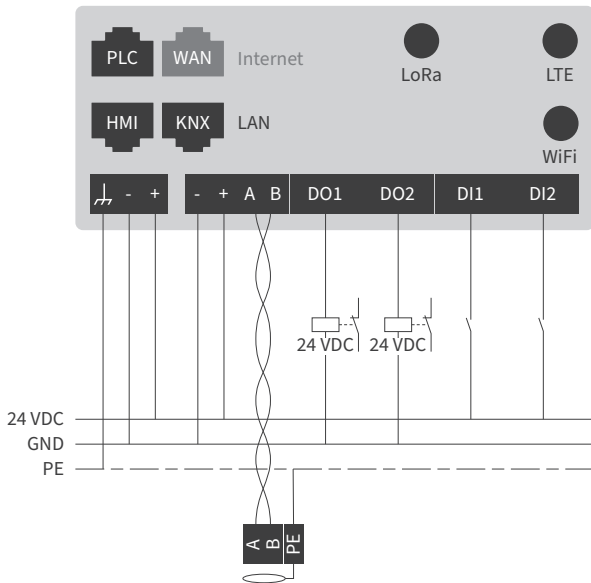 PLC WAN Internet
LoRa LTE
HMI KNX LAN
WiFi
- + - + A B DO1 DO2 DI1 DI2
24 VDC 24 VDC
24 VDC
GND
PE
A B PE